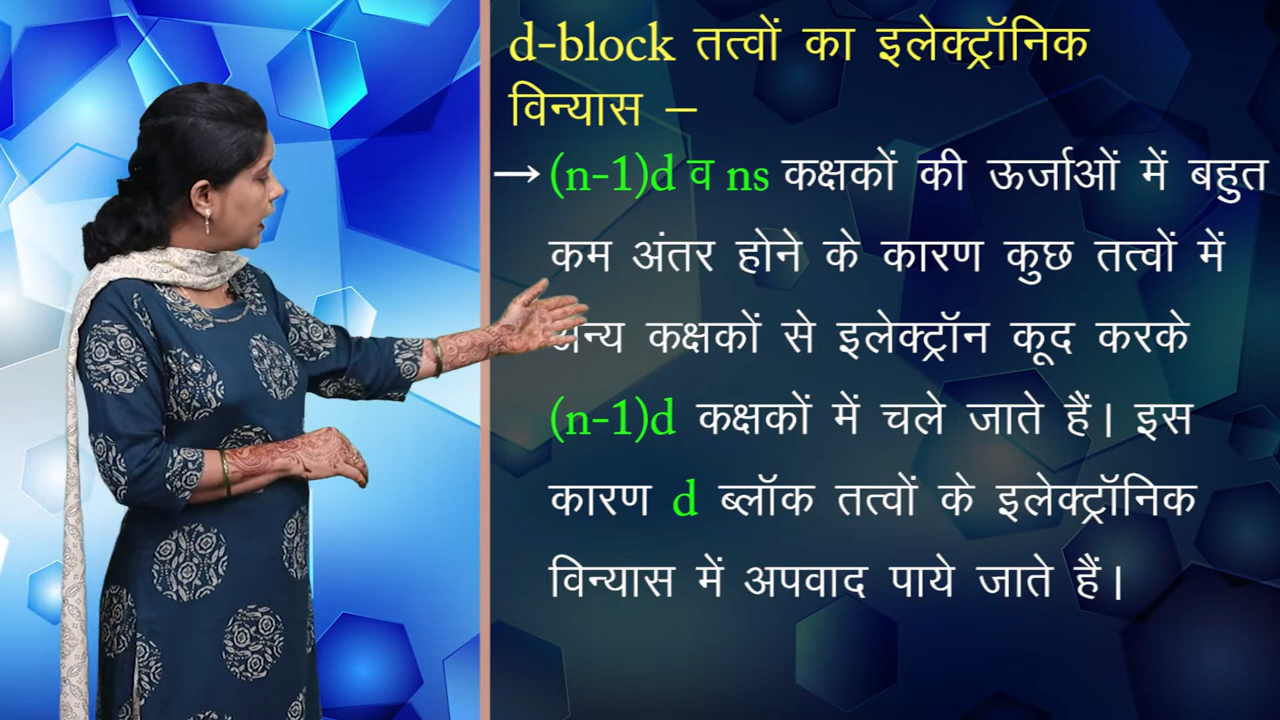 d-block तत्वों का इलेक्ट्रॉनिक
विन्यास –
→ (n-1)d व ns कक्षकों की ऊर्जाओं में बहुत
कम अंतर होने के कारण कुछ तत्वों में
अन्य कक्षकों से इलेक्ट्रॉन कूद करके
(n-1)d कक्षकों में चले जाते हैं। इस
कारण d ब्लॉक तत्वों के इलेक्ट्रॉनिक
विन्यास में अपवाद पाये जाते हैं।